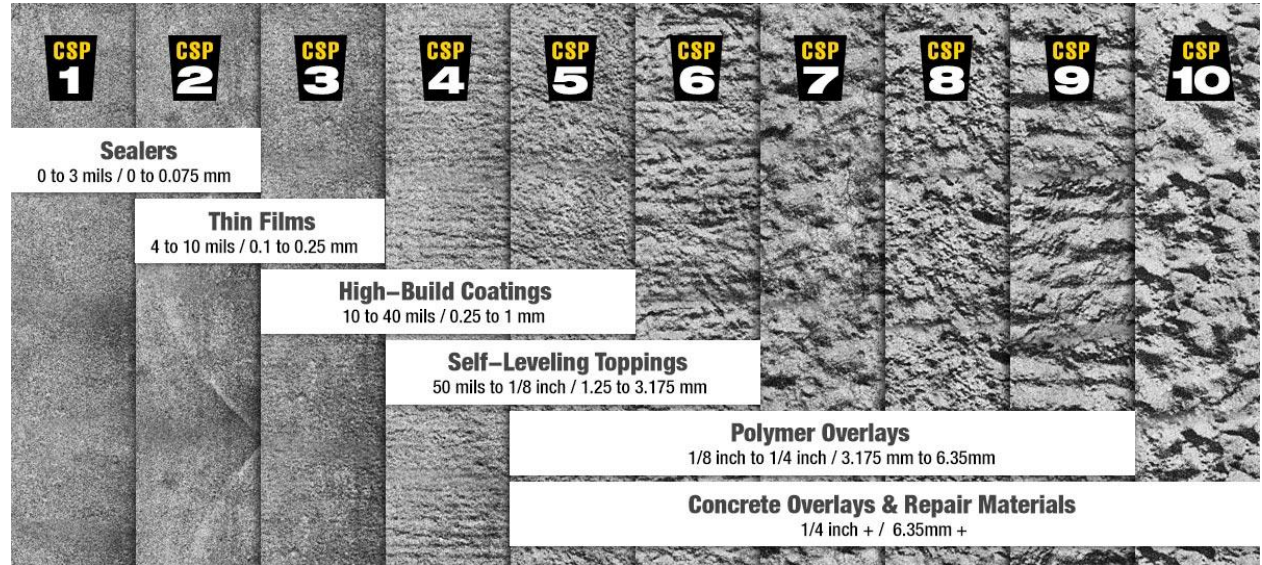 CSP 1
CSP 2
CSP 3
CSP 4
CSP 5
CSP 6
CSP 7
CSP 8
CSP 9
CSP 10
Sealers
0 to 3 mils / 0 to 0.075 mm
Thin Films
4 to 10 mils / 0.1 to 0.25 mm
High–Build Coatings
10 to 40 mils / 0.25 to 1 mm
Self–Leveling Toppings
50 mils to 1/8 inch / 1.25 to 3.175 mm
Polymer Overlays
1/8 inch to 1/4 inch / 3.175 mm to 6.35mm
Concrete Overlays & Repair Materials
1/4 inch + / 6.35mm +